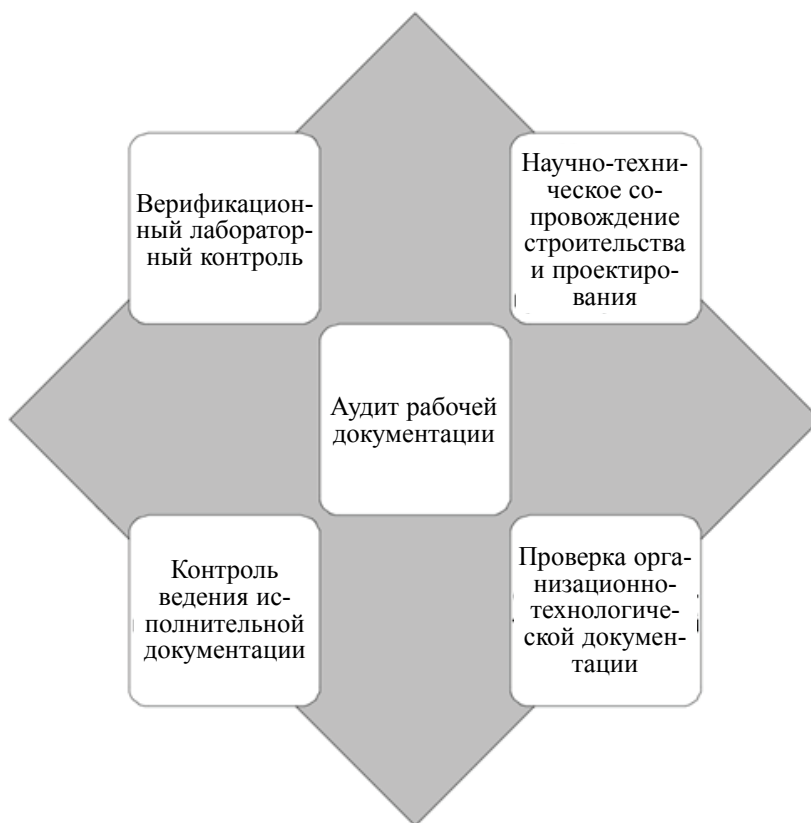 Верификацион-
ный лаборатор-
ный контроль
Научно-техни-
ческое со-
провождение
строительства
и проектиро-
вания
Аудит рабочей
документации
Контроль
ведения ис-
полнительной
документации
Проверка орга-
низационно-
технологиче-
ской докумен-
тации